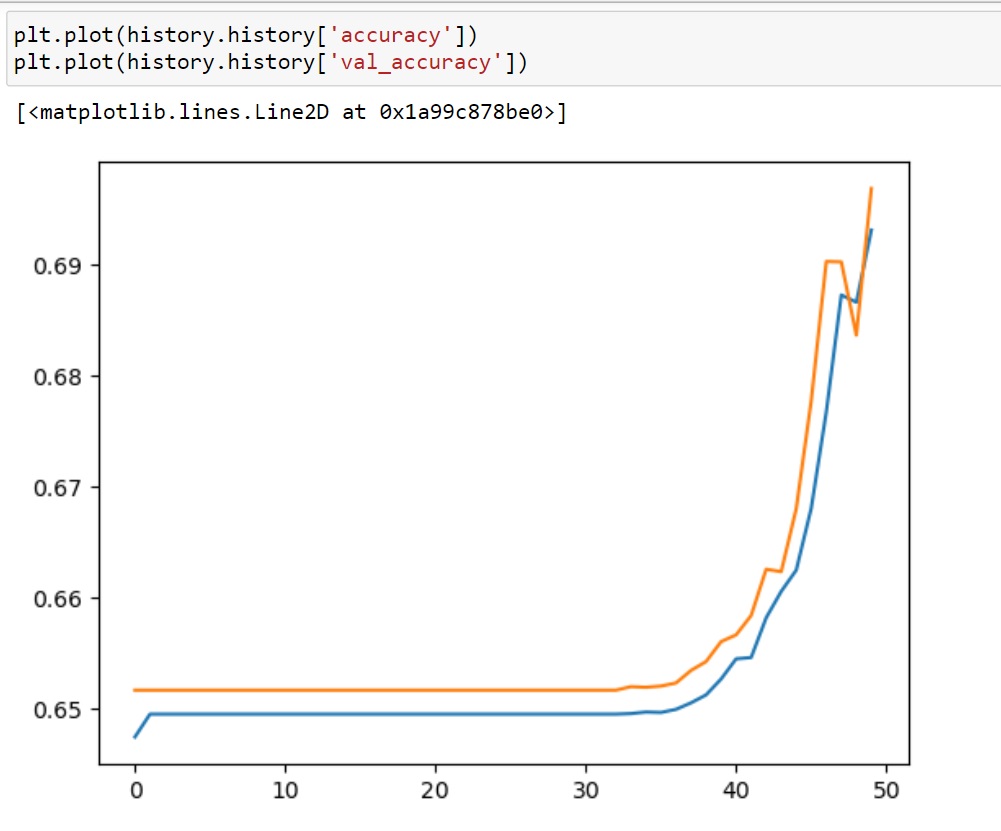 plt.plot(history.history['accuracy'])
plt.plot(history.history['val_accuracy'])
[<matplotlib.lines.Line2D at 0x1a99c878be0>]
0.69
0.68
0.67
0.66
0.65
0 10 20 30 40 50